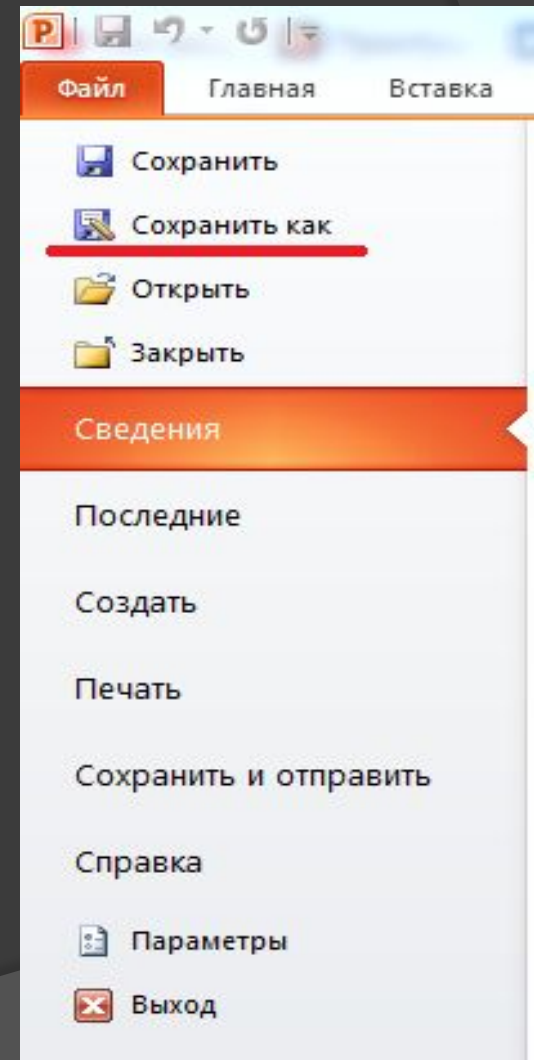 Файл Главная Вставка
Сохранить
Сохранить как
Открыть
Закрыть
Сведения
Последние
Создать
Печать
Сохранить и отправить
Справка
Параметры
Выход